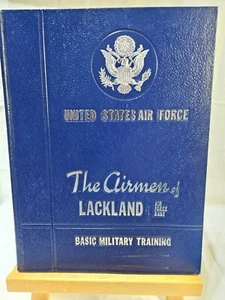 UNITED STATES AIR FORCE
The Airmen of
LACKLAND AIR FORCE BASE
BASIC MILITARY TRAINING